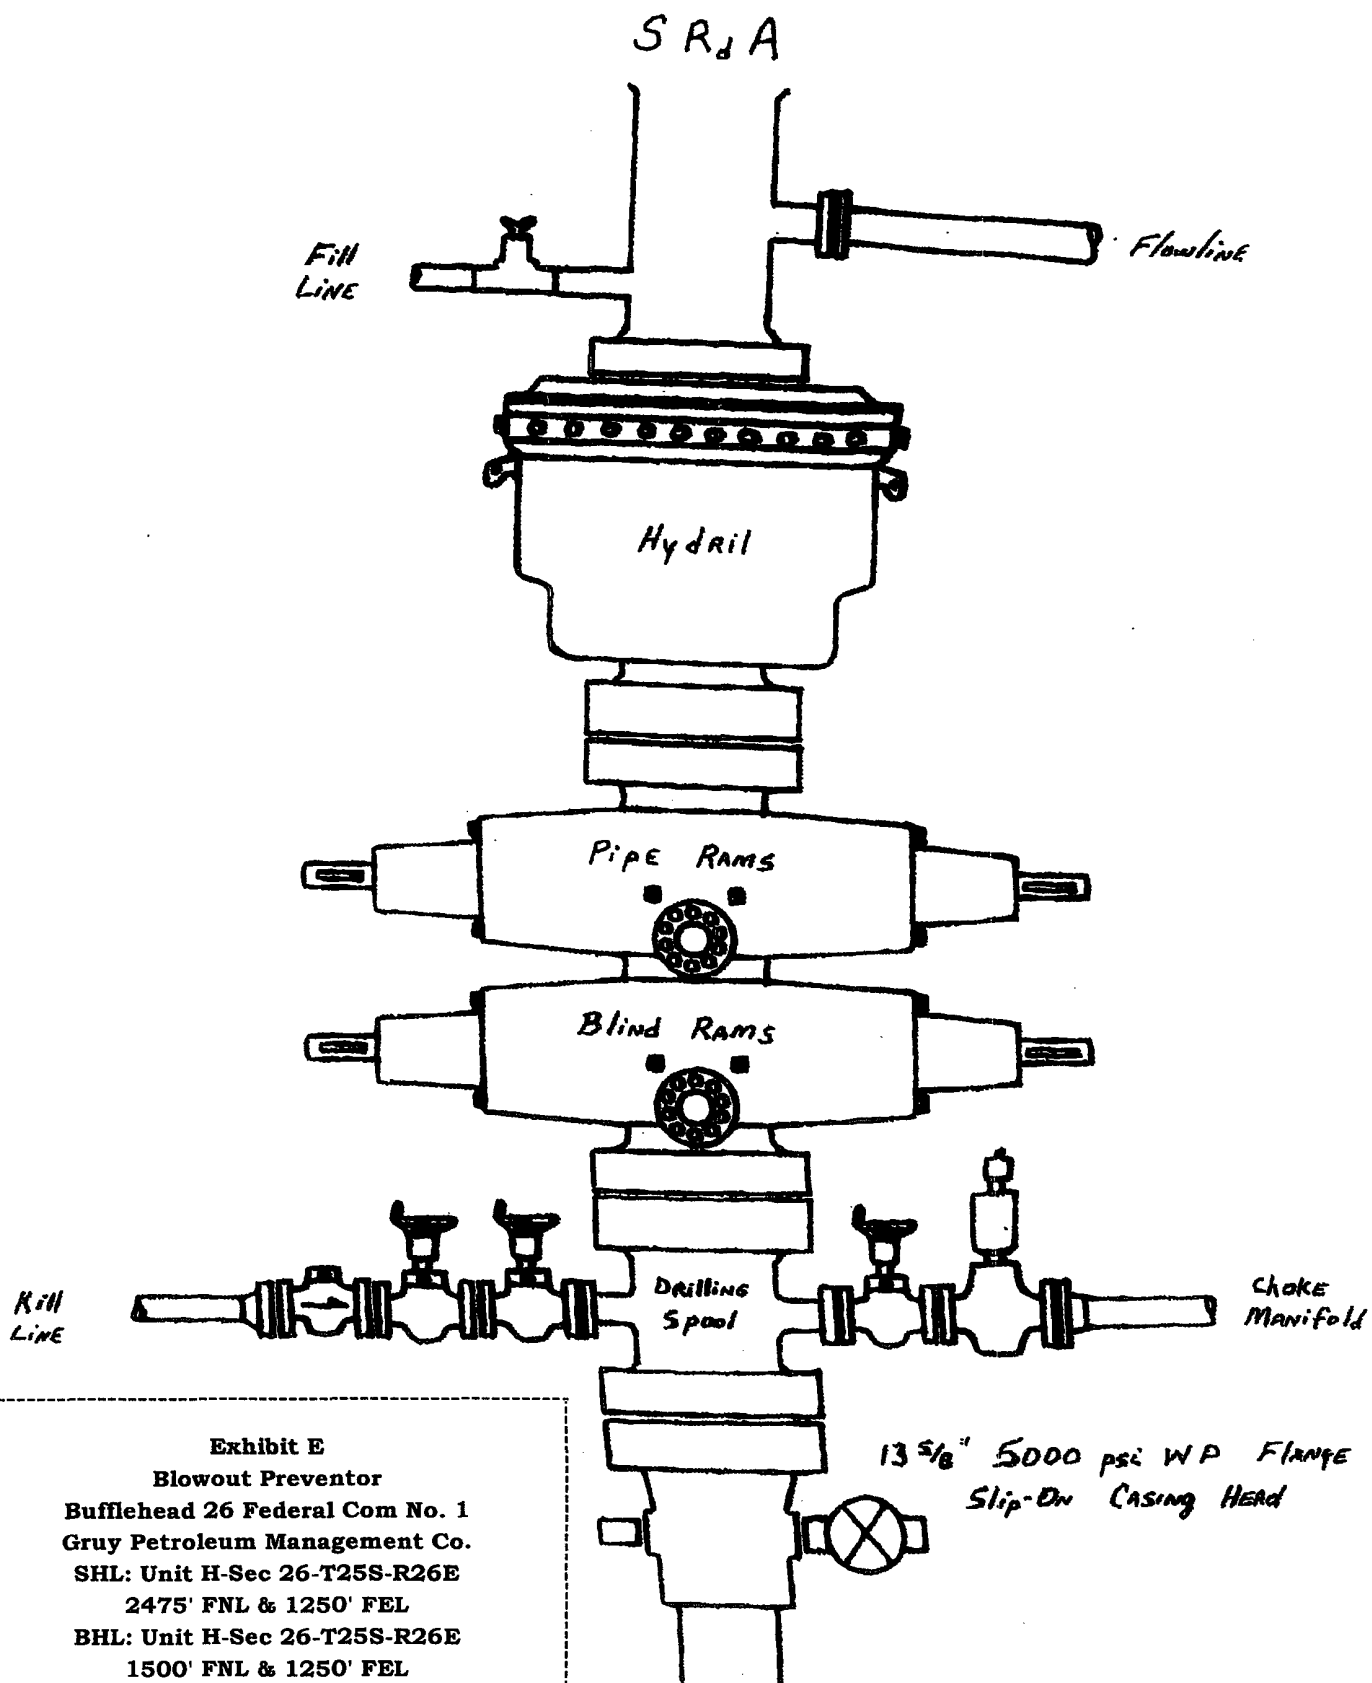 S Rd A
Fill
Line
Flowline
Hydril
Pipe Rams
Blind Rams
Drilling
Spool
Kill
Line
Choke
Manifold
13 5/8" 5000 psi WP Flange
Slip-On Casing Head
Exhibit E
Blowout Preventor
Bufflehead 26 Federal Com No. 1
Gruy Petroleum Management Co.
SHL: Unit H-Sec 26-T25S-R26E
2475' FNL & 1250' FEL
BHL: Unit H-Sec 26-T25S-R26E
1500' FNL & 1250' FEL